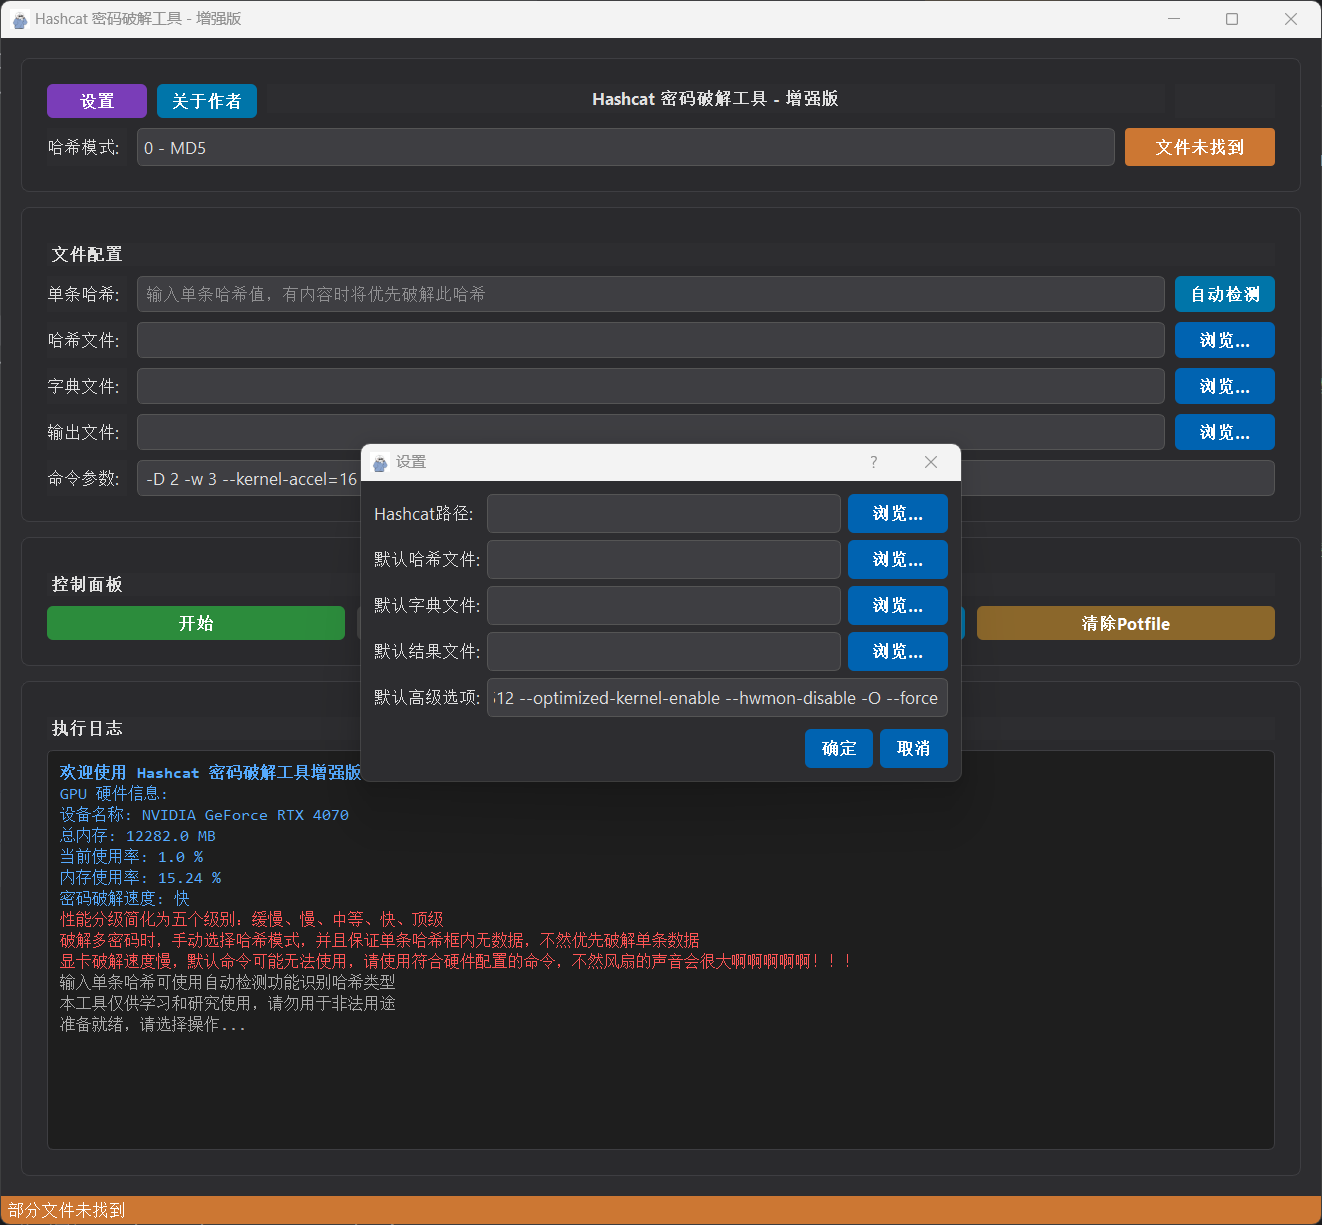 Hashcat 密码破解工具 - 增强版
设置
关于作者
Hashcat 密码破解工具 - 增强版
哈希模式:
0 - MD5
文件未找到
文件配置
单条哈希:
输入单条哈希值，有内容时将优先破解此哈希
自动检测
哈希文件:
浏览...
字典文件:
浏览...
输出文件:
浏览...
命令参数:
-D 2 -w 3 --kernel-accel=16
设置
?
Hashcat路径:
浏览...
默认哈希文件:
浏览...
默认字典文件:
浏览...
默认结果文件:
浏览...
默认高级选项:
12 --optimized-kernel-enable --hwmon-disable -O --force
确定
取消
控制面板
开始
清除Potfile
执行日志
欢迎使用 Hashcat 密码破解工具增强版
GPU 硬件信息:
设备名称: NVIDIA GeForce RTX 4070
总内存: 12282.0 MB
当前使用率: 1.0 %
内存使用率: 15.24 %
密码破解速度: 快
性能分级简化为五个级别: 缓慢、慢、中等、快、顶级
破解多密码时，手动选择哈希模式，并且保证单条哈希框内无数据，不然优先破解单条数据
显卡破解速度慢，默认命令可能无法使用，请使用符合硬件配置的命令，不然风扇的声音会很大啊啊啊啊啊！！！
输入单条哈希可使用自动检测功能识别哈希类型
本工具仅供学习和研究使用，请勿用于非法用途
准备就绪，请选择操作...
部分文件未找到